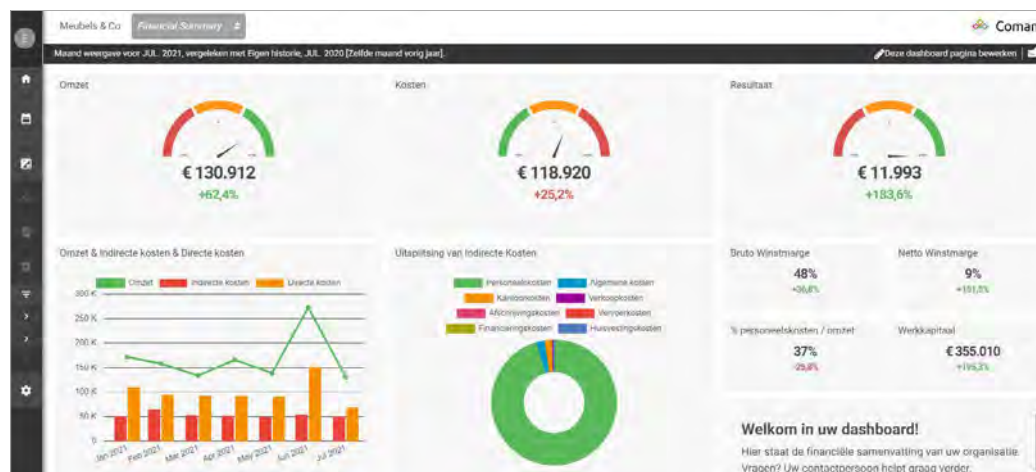 Meubels & Co
Financial Summary
Coman
Maand weergave voor JUL. 2021, vergeleken met Eigen historie, JUL. 2020 [Zelfde maand vorig jaar].
Deze dashboard pagina bewerken
Omzet
Kosten
Resultaat
€ 130.912
€ 118.920
€ 11.993
+62,4%
+25,2%
+183,6%
Omzet & Indirecte kosten & Directe kosten
Uitsplitsing van Indirecte Kosten
Bruto Winstmarge
Netto Winstmarge
Omzet
Indirecte kosten
Directe kosten
300 K
200 K
150 K
100 K
50 K
0
Jan 2021
Feb 2021
Mar 2021
Apr 2021
May 2021
Jun 2021
Jul 2021
Personeelskosten
Algemene kosten
Kantoorkosten
Verkoopkosten
Afschrijvingskosten
Vervoerkosten
Financieringskosten
Huisvestingskosten
48%
9%
+36,8%
% personeelskosten / omzet
Werkkapitaal
37%
€ 355.010
-25,8%
Welkom in uw dashboard!
Hier staat de financiële samenvatting van uw organisatie.
Vragen? Uw contactpersoon helpt graag verder.